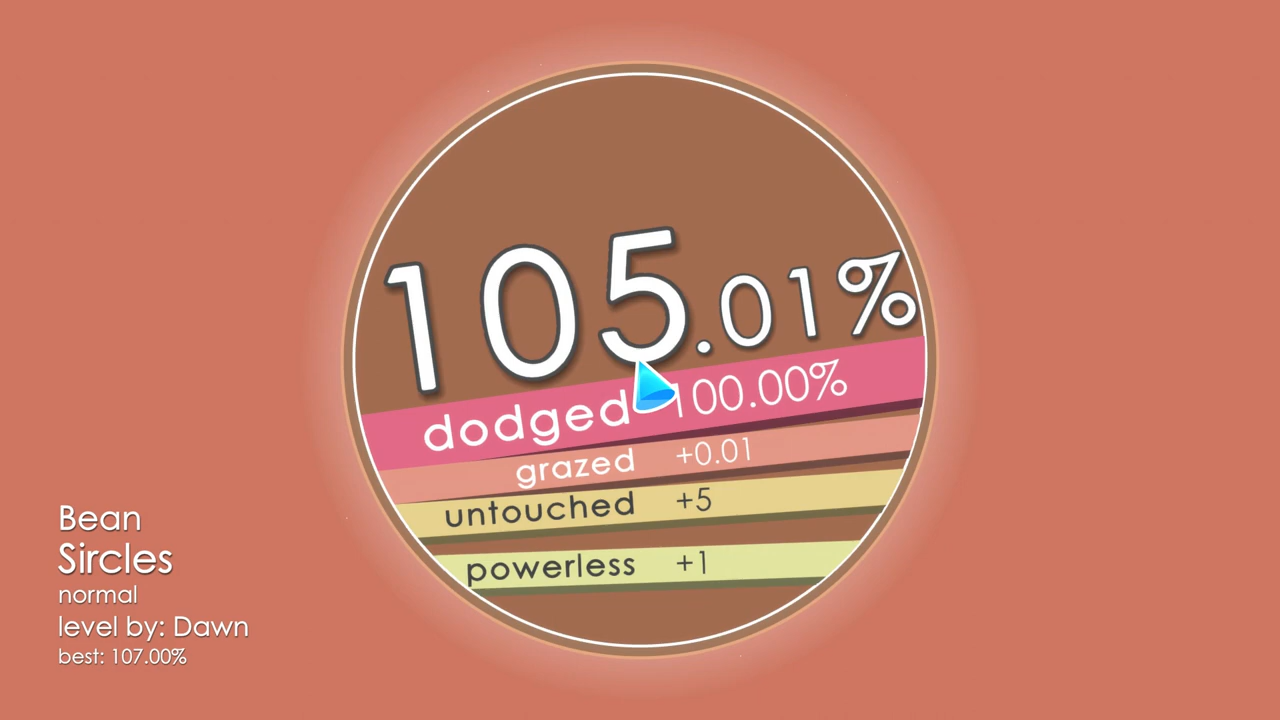 105.01%
dodged 100.00%
grazed +0.01
untouched +5
powerless +1
Bean
Sircles
normal
level by: Dawn
best: 107.00%